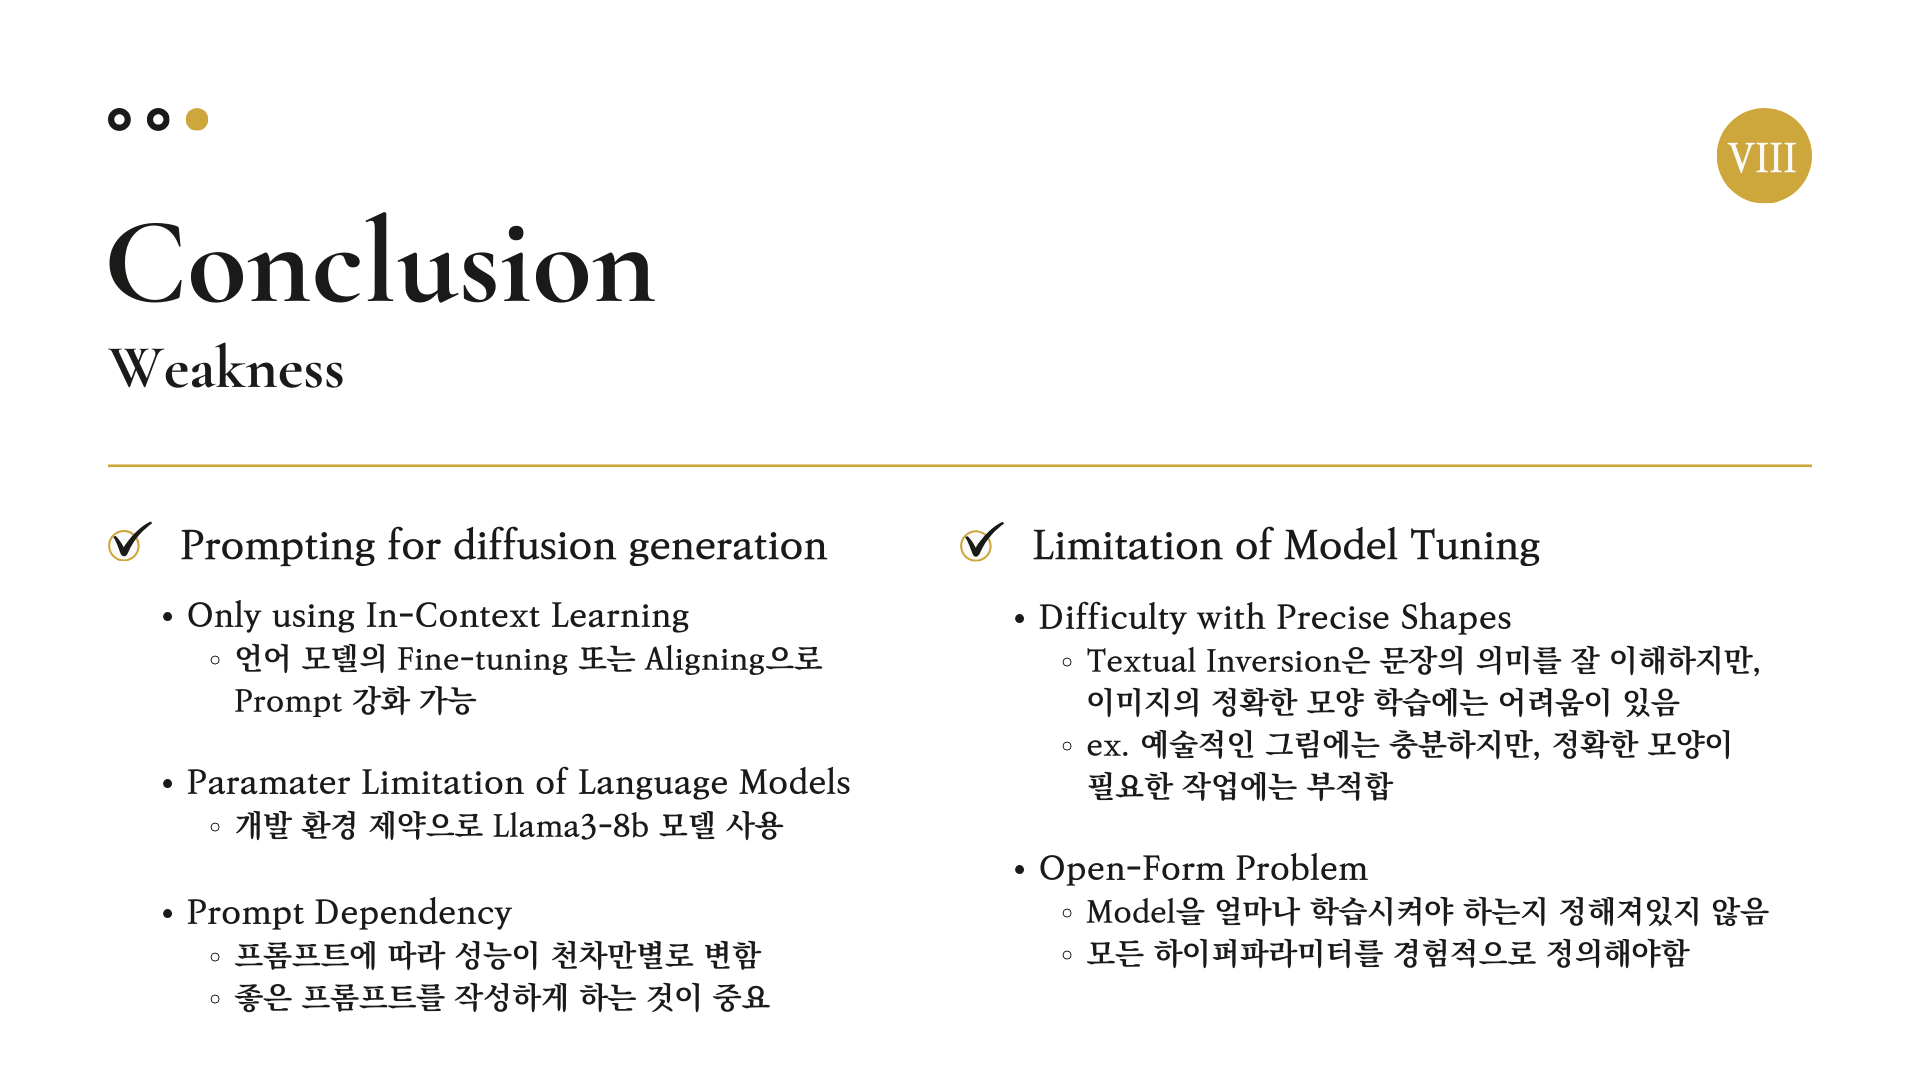 VIII
Conclusion
Weakness
Prompting for diffusion generation
• Only using In-Context Learning
◦ 언어 모델의 Fine-tuning 또는 Aligning으로
Prompt 강화 가능
• Paramater Limitation of Language Models
◦ 개발 환경 제약으로 Llama3-8b 모델 사용
• Prompt Dependency
◦ 프롬프트에 따라 성능이 천차만별로 변함
◦ 좋은 프롬프트를 작성하게 하는 것이 중요
Limitation of Model Tuning
• Difficulty with Precise Shapes
◦ Textual Inversion은 문장의 의미를 잘 이해하지만,
이미지의 정확한 모양 학습에는 어려움이 있음
◦ ex. 예술적인 그림에는 충분하지만, 정확한 모양이
필요한 작업에는 부적합
• Open-Form Problem
◦ Model을 얼마나 학습시켜야 하는지 정해져있지 않음
◦ 모든 하이퍼파라미터를 경험적으로 정의해야함